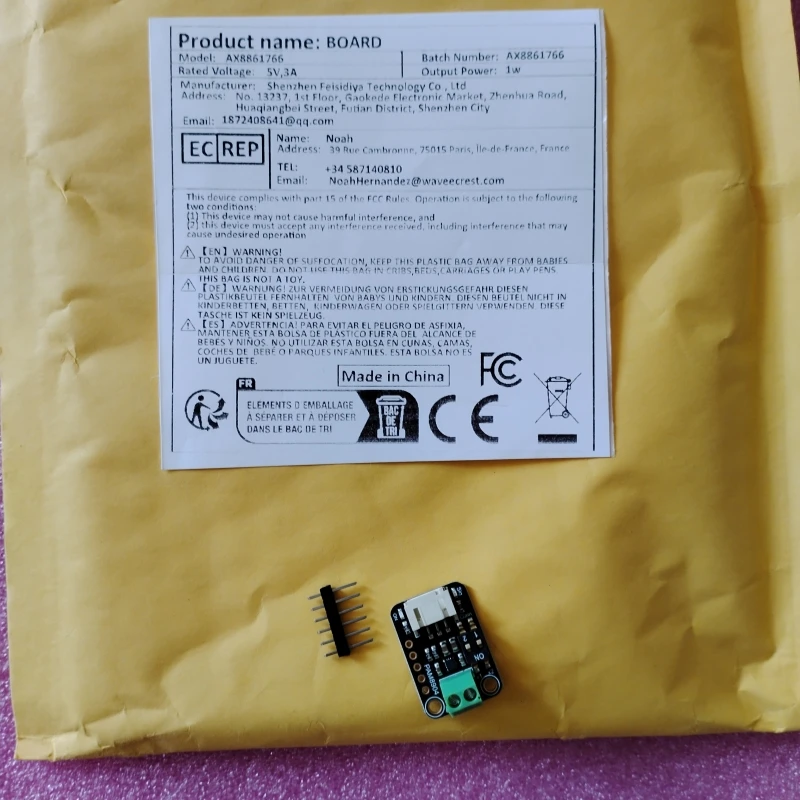 Product name: BOARD
Model: AX8861766
Batch Number: AX8861766
Rated Voltage: 5V,3A
Output Power: 1w
Manufacturer: Shenzhen Feisidiya Technology Co , Ltd
Address: No. 13237, 1st Floor, Gaokede Electronic Market, Zhenhua Road,
Huaqiangbei Street, Futian District, Shenzhen City
Email: 1872408641@qq.com
EC REP
Name: Noah
Address: 39 Rue Cambronne, 75015 Paris, Île-de-France, France
TEL: +34 587140810
Email: NoahHernandez@waveecrest.com
This device complies with part 15 of the FCC Rules. Operation is subject to the following
two conditions:
(1) This device may not cause harmful interference, and
(2) this device must accept any interference received, including interference that may
cause undesired operation
【EN】WARNING!
TO AVOID DANGER OF SUFFOCATION, KEEP THIS PLASTIC BAG AWAY FROM BABIES
AND CHILDREN. DO NOT USE THIS BAG IN CRIBS,BEDS,CARRIAGES OR PLAY PENS.
THIS BAG IS NOT A TOY.
【DE】WARNUNG! ZUR VERMEIDUNG VON ERSTICKUNGSGEFAHR DIESEN
PLASTIKBEUTEL FERNHALTEN VON BABYS UND KINDERN. DIESEN BEUTEL NICHT IN
KINDERBETTEN, BETTEN, KINDERWAGEN ODER SPIELGITTERN VERWENDEN. DIESE
TASCHE IST KEIN SPIELZEUG.
【ES】ADVERTENCIA! PARA EVITAR EL PELIGRO DE ASFIXIA,
MANTENER ESTA BOLSA DE PLASTICO FUERA DEL ALCANCE DE
BEBES Y NIÑOS. NO UTILIZAR ESTA BOLSA EN CUNAS, CAMAS,
COCHES DE BEBÉ O PARQUES INFANTILES. ESTA BOLSA NO ES
UN JUGUETE.
Made in China
FC
FR
ELEMENTS D EMBALLAGE
À SÉPARER ET À DÉPOSER
DANS LE BAC DE TRI
BAC
DE
TRI
CE
PAM8904